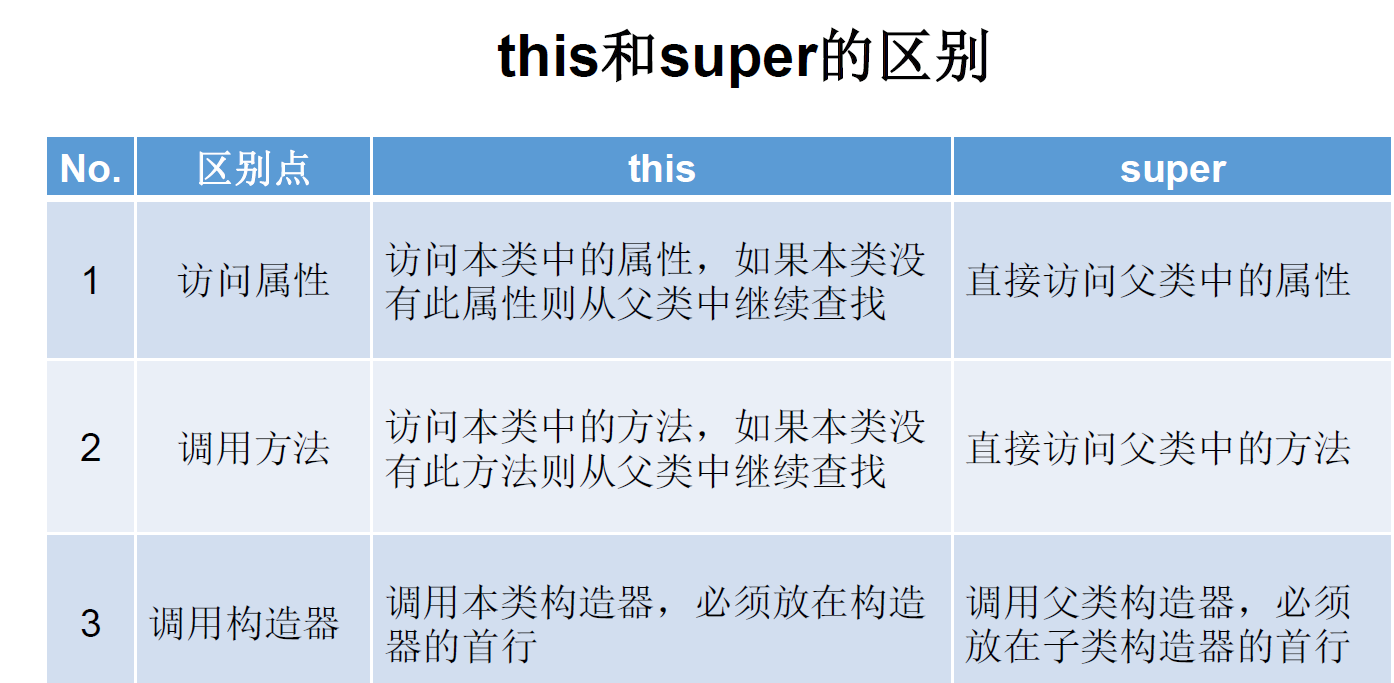 this和super的区别
No. 区别点 this super
1 访问属性 访问本类中的属性，如果本类没有此属性则从父类中继续查找 直接访问父类中的属性
2 调用方法 访问本类中的方法，如果本类没有此方法则从父类中继续查找 直接访问父类中的方法
3 调用构造器 调用本类构造器，必须放在构造器的首行 调用父类构造器，必须放在子类构造器的首行